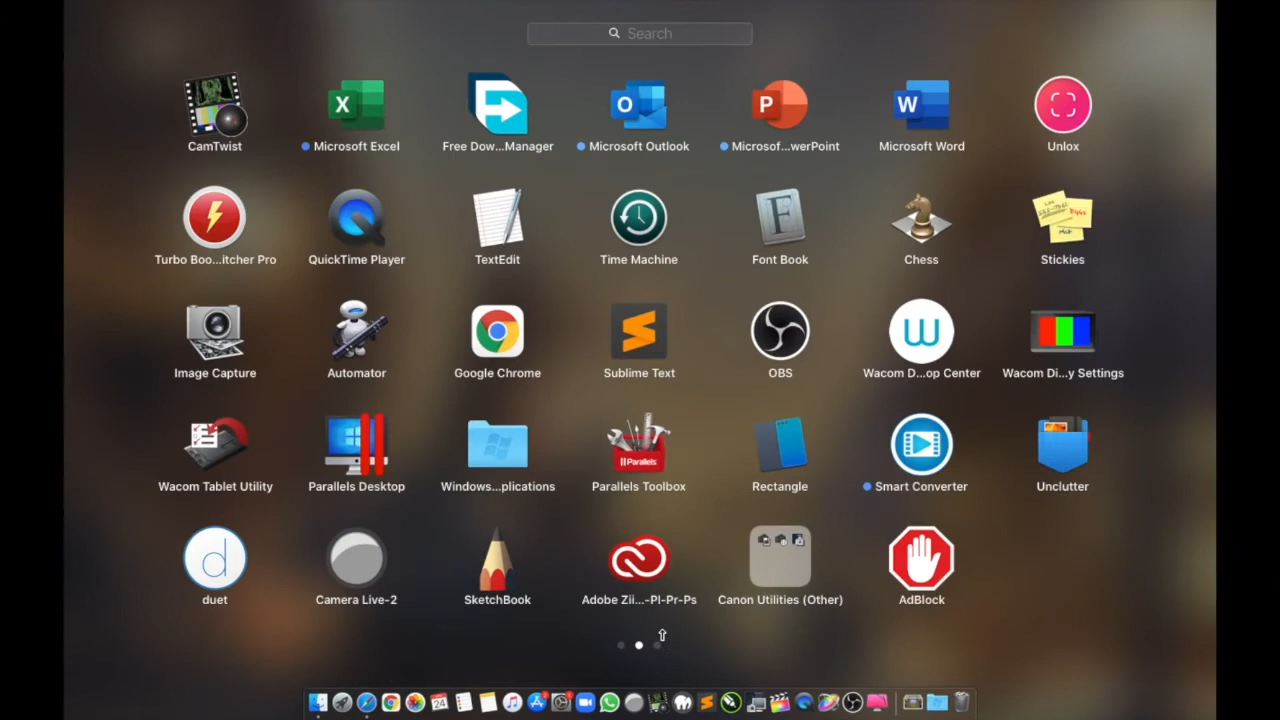 Search
CamTwist
Microsoft Excel
Free Dow...Manager
Microsoft Outlook
Microsof...werPoint
Microsoft Word
Unlox
Turbo Boo...itcher Pro
QuickTime Player
TextEdit
Time Machine
Font Book
Chess
Stickies
Image Capture
Automator
Google Chrome
Sublime Text
OBS
Wacom D...op Center
Wacom Di...y Settings
Parallels
Wacom Tablet Utility
Parallels Desktop
Windows...plications
Parallels Toolbox
Rectangle
Smart Converter
Unclutter
duet
Camera Live-2
SketchBook
Adobe Zii...-Pl-Pr-Ps
Canon Utilities (Other)
AdBlock
24